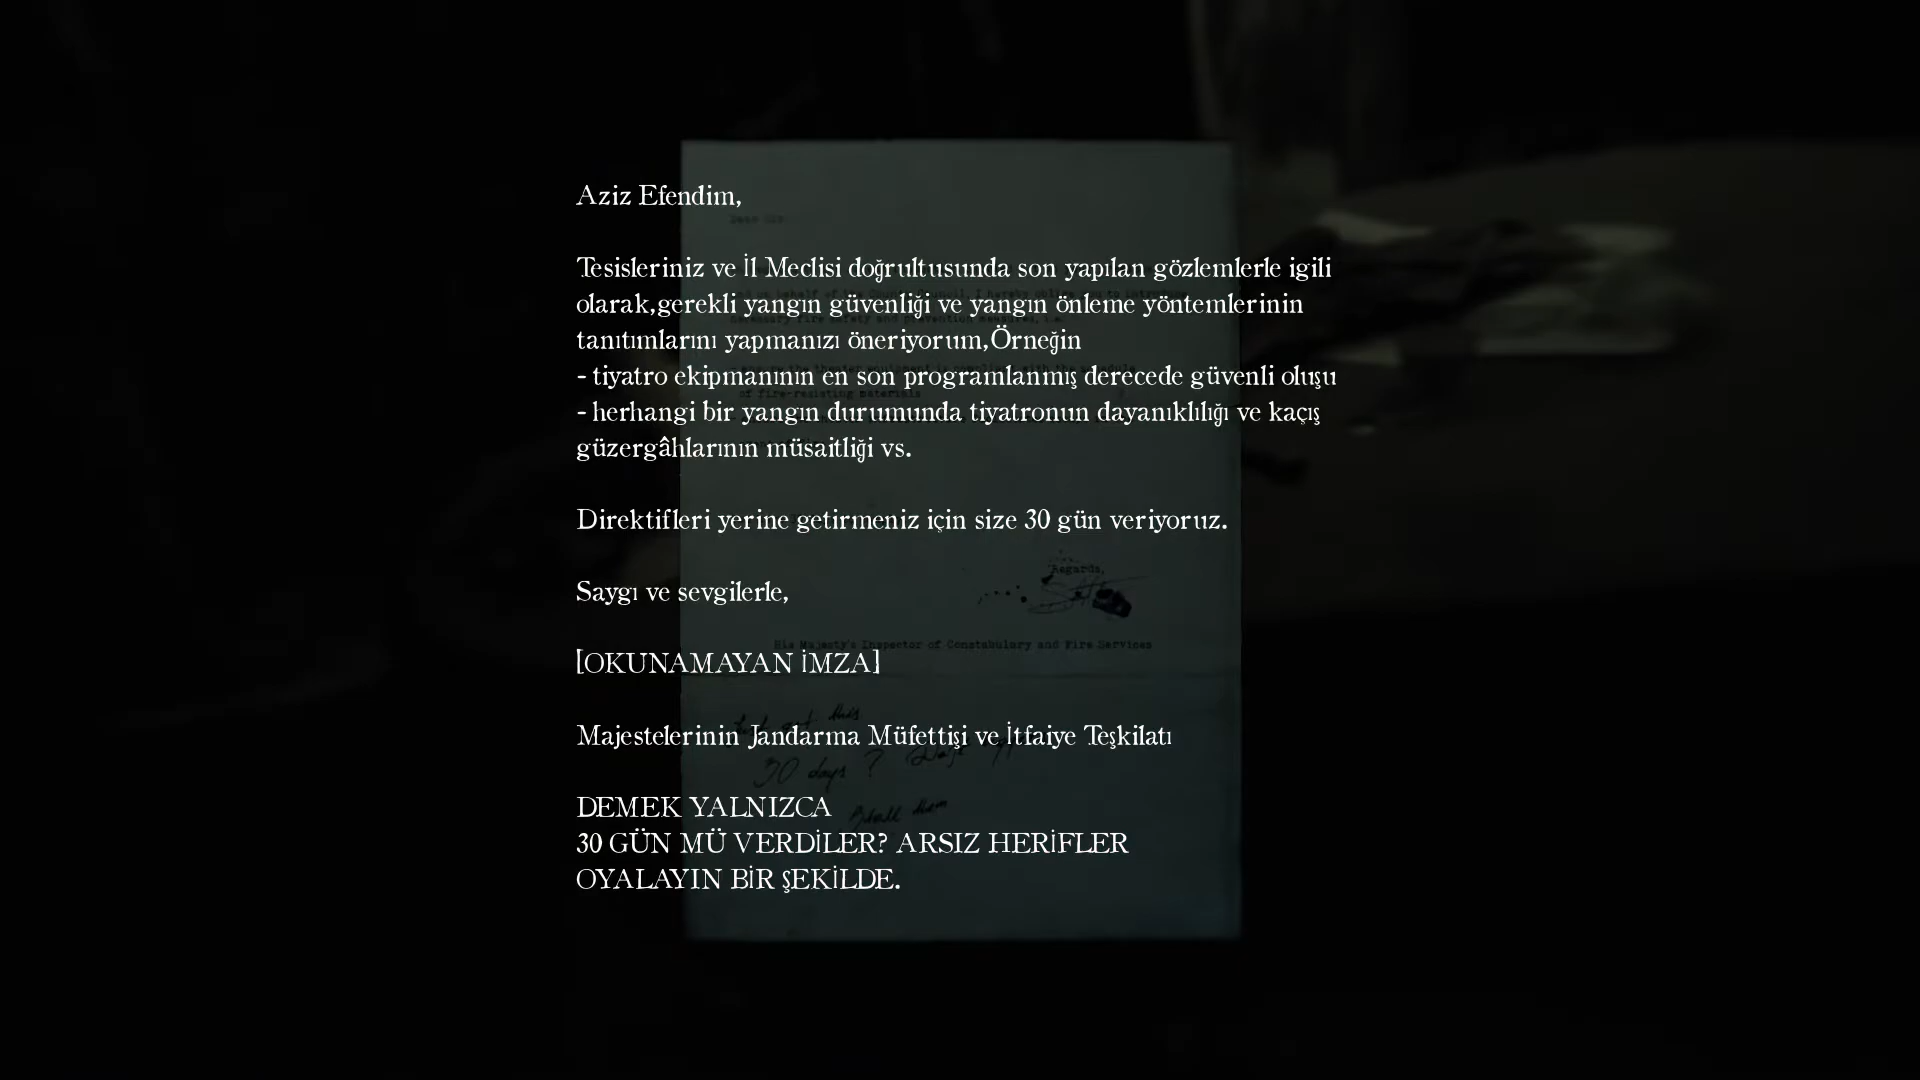 Aziz Efendim,
Tesisleriniz ve İl Meclisi doğrultusunda son yapılan gözlemlerle igili
olarak,gerekli yangın güvenliği ve yangın önleme yöntemlerinin
tanıtımlarını yapmanızı öneriyorum,Örneğin
- tiyatro ekipmanının en son programlanmış derecede güvenli oluşu
- herhangi bir yangın durumunda tiyatronun dayanıklılığı ve kaçış
güzergâhlarının müsaitliği vs.
Direktifleri yerine getirmeniz için size 30 gün veriyoruz.
Regards,
Saygı ve sevgilerle,
His Majesty's Inspector of Constabulary and Fire Services
[OKUNAMAYAN İMZA]
Majestelerinin Jandarma Müfettişi ve İtfaiye Teşkilatı
30 days ?
DEMEK YALNIZCA
30 GÜN MÜ VERDİLER? ARSIZ HERİFLER
OYALAYIN BİR ŞEKİLDE.